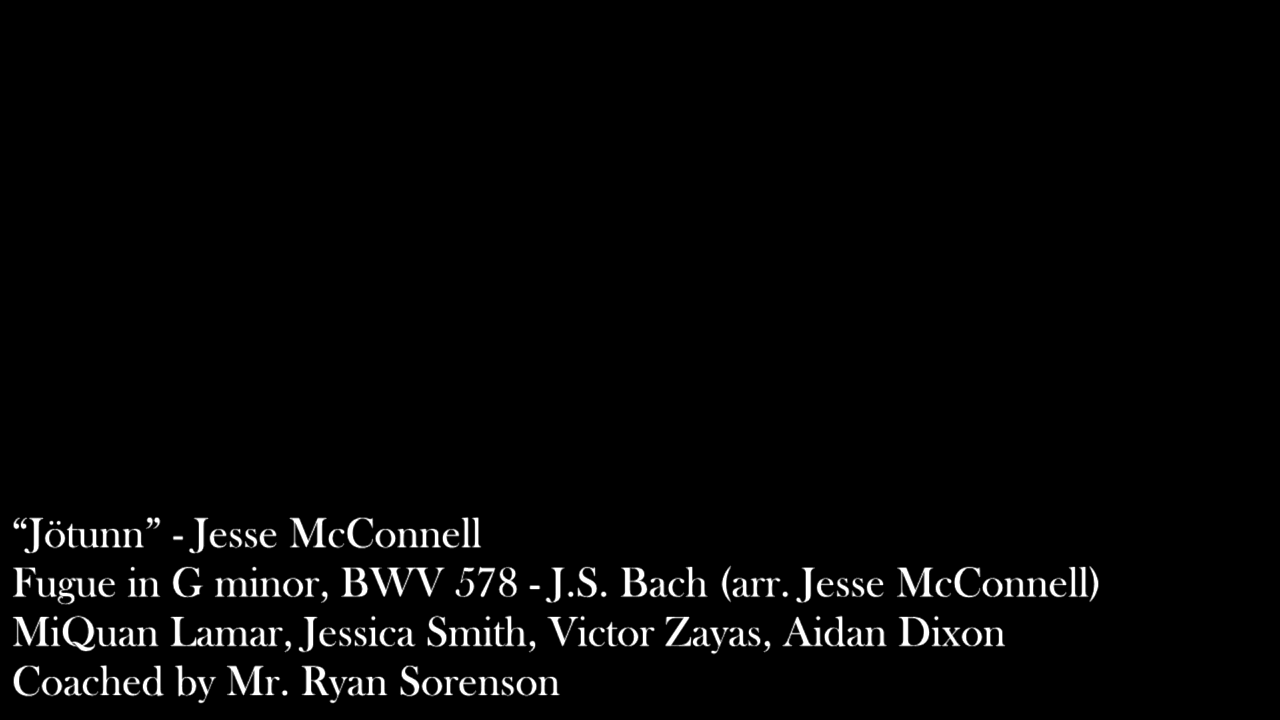 “Jötunn” - Jesse McConnell
Fugue in G minor, BWV 578 - J.S. Bach (arr. Jesse McConnell)
MiQuan Lamar, Jessica Smith, Victor Zayas, Aidan Dixon
Coached by Mr. Ryan Sorenson